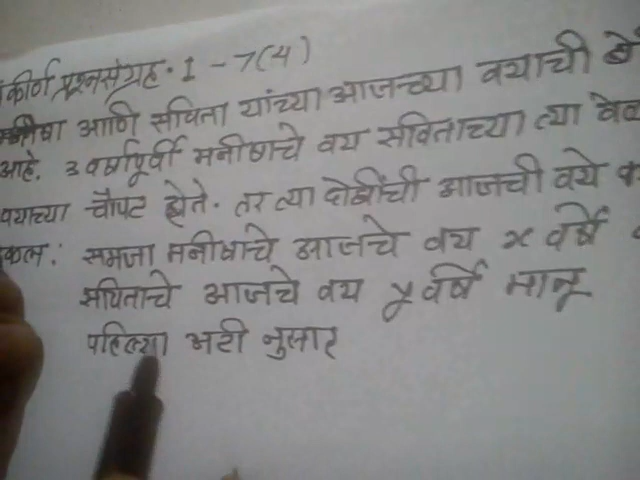 कीर्ण प्रश्नसंग्रह. 1 - 7(4)
आणि सविता यांच्या आजच्या वयाची
आहे. 3 वर्षापूर्वी मनीषाचे वय सविताच्या त्या
वयाच्या चौपट होते. तर त्या दोघींची आजची वये
कल: समजा मनीषाचे आजचे वय x वर्षे
सविताचे आजचे वय y वर्षे मानू
पहिल्या अटी नुसार